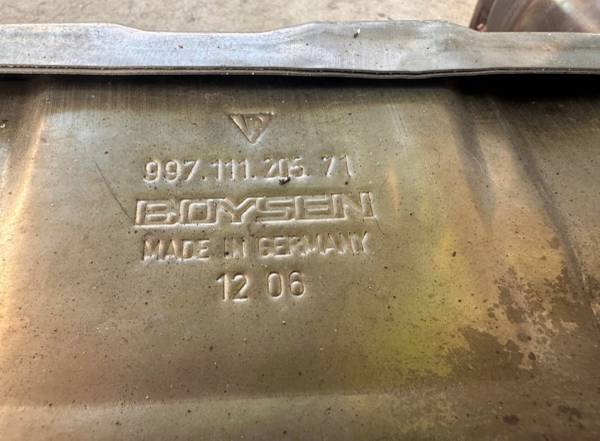 997.111.205.71
BOYSEN
MADE IN GERMANY
12 06